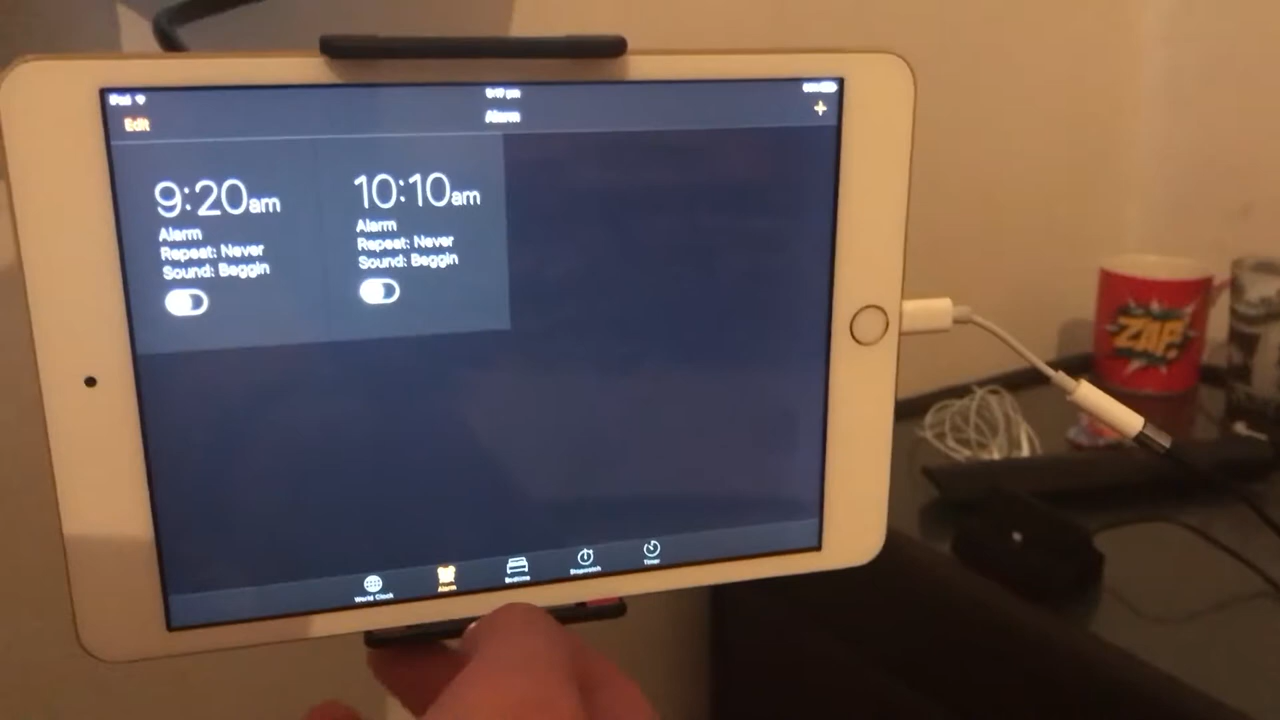 iPad
Alarm
Edit
+
9:20am
Alarm
Repeat: Never
Sound: Beggin
10:10am
Alarm
Repeat: Never
Sound: Beggin
World Clock
Alarm
Bedtime
Stopwatch
Timer
ZAP